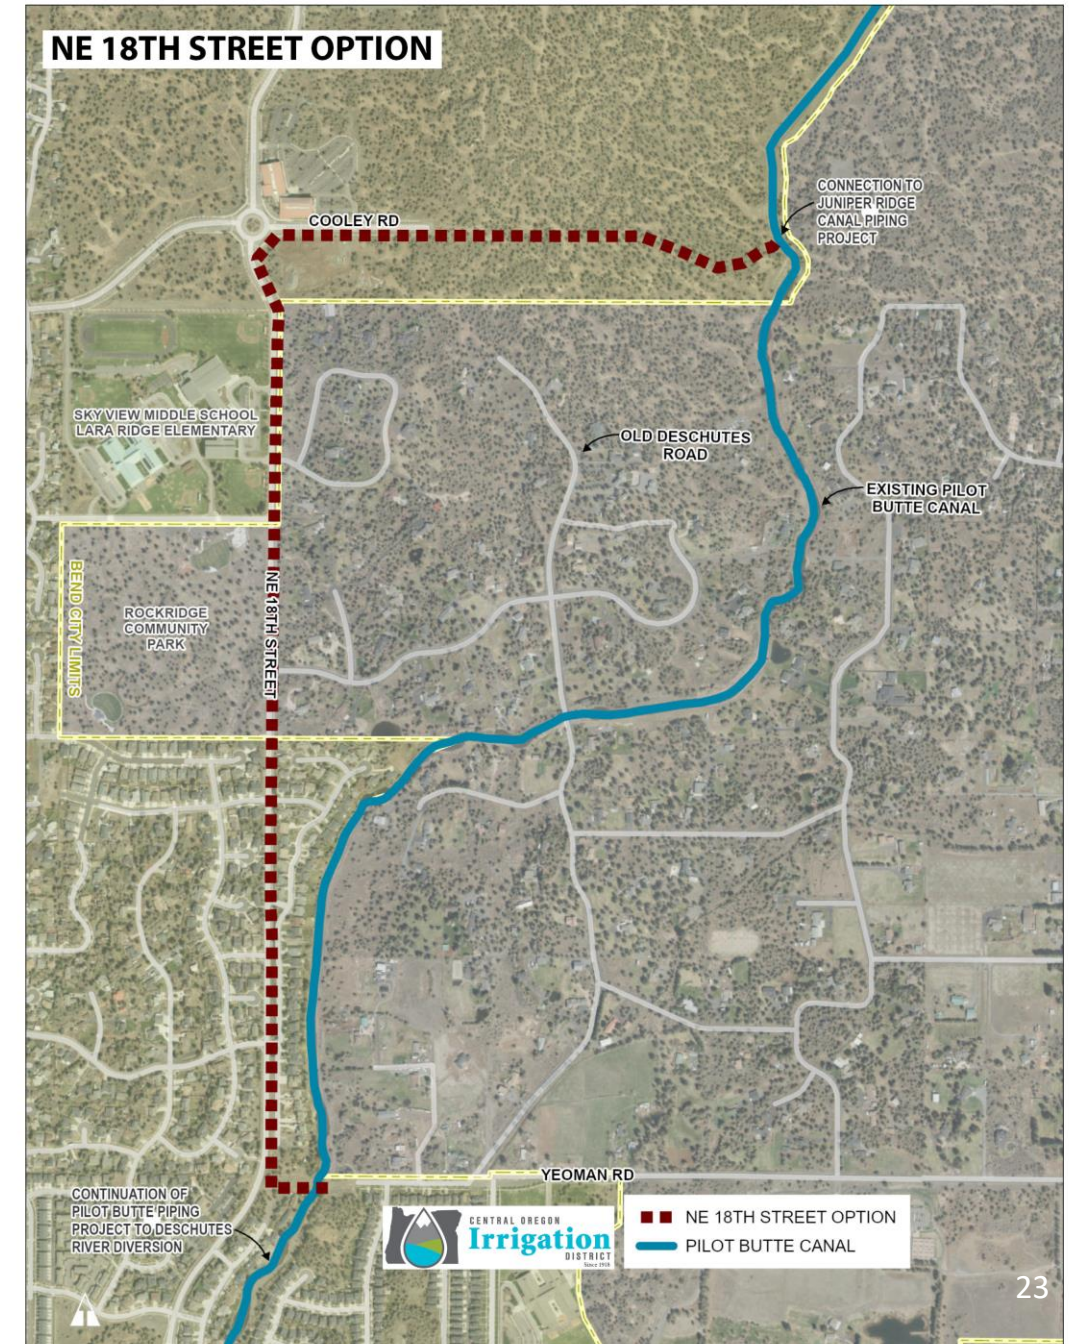 NE 18TH STREET OPTION
COOLEY RD
CONNECTION TO
JUNIPER RIDGE
CANAL PIPING
PROJECT
SKY VIEW MIDDLE SCHOOL
LARA RIDGE ELEMENTARY
OLD DESCHUTES
ROAD
EXISTING PILOT
BUTTE CANAL
BEND CITY LIMITS
ROCKRIDGE
COMMUNITY
PARK
NE 18TH STREET
YEOMAN RD
CONTINUATION OF
PILOT BUTTE PIPING
PROJECT TO DESCHUTES
RIVER DIVERSION
CENTRAL OREGON
Irrigation
DISTRICT
Since 1918
NE 18TH STREET OPTION
PILOT BUTTE CANAL
23